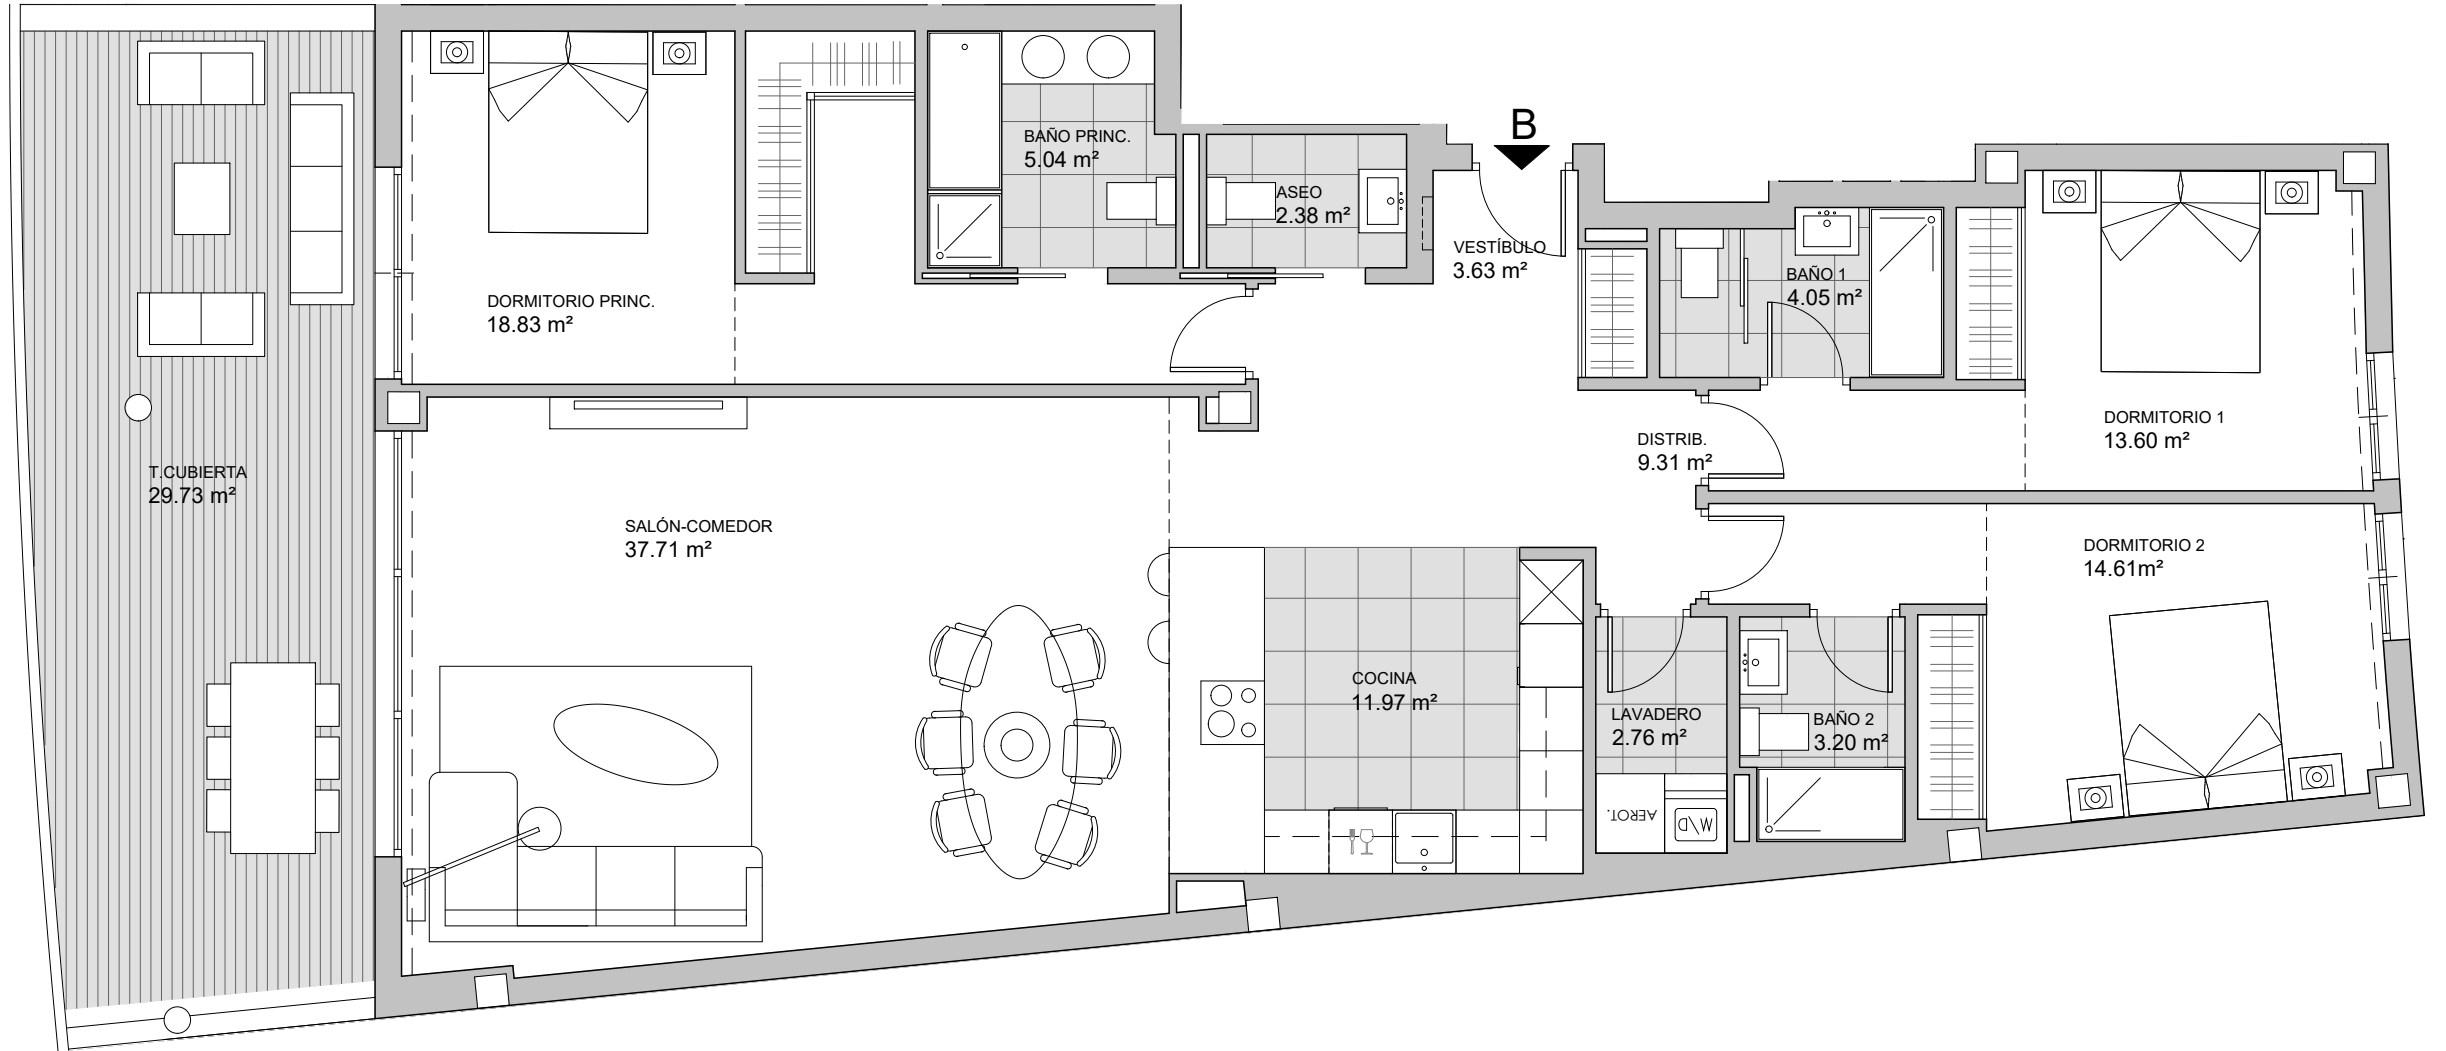 B
BAÑO PRINC.
5.04 m²
ASEO
2.38 m²
VESTÍBULO
3.63 m²
BAÑO 1
4.05 m²
DORMITORIO PRINC.
18.83 m²
DORMITORIO 1
13.60 m²
DISTRIB.
9.31 m²
T.CUBIERTA
29.73 m²
SALÓN-COMEDOR
37.71 m²
DORMITORIO 2
14.61m²
COCINA
11.97 m²
LAVADERO
2.76 m²
BAÑO 2
3.20 m²
AEROT.
W/D